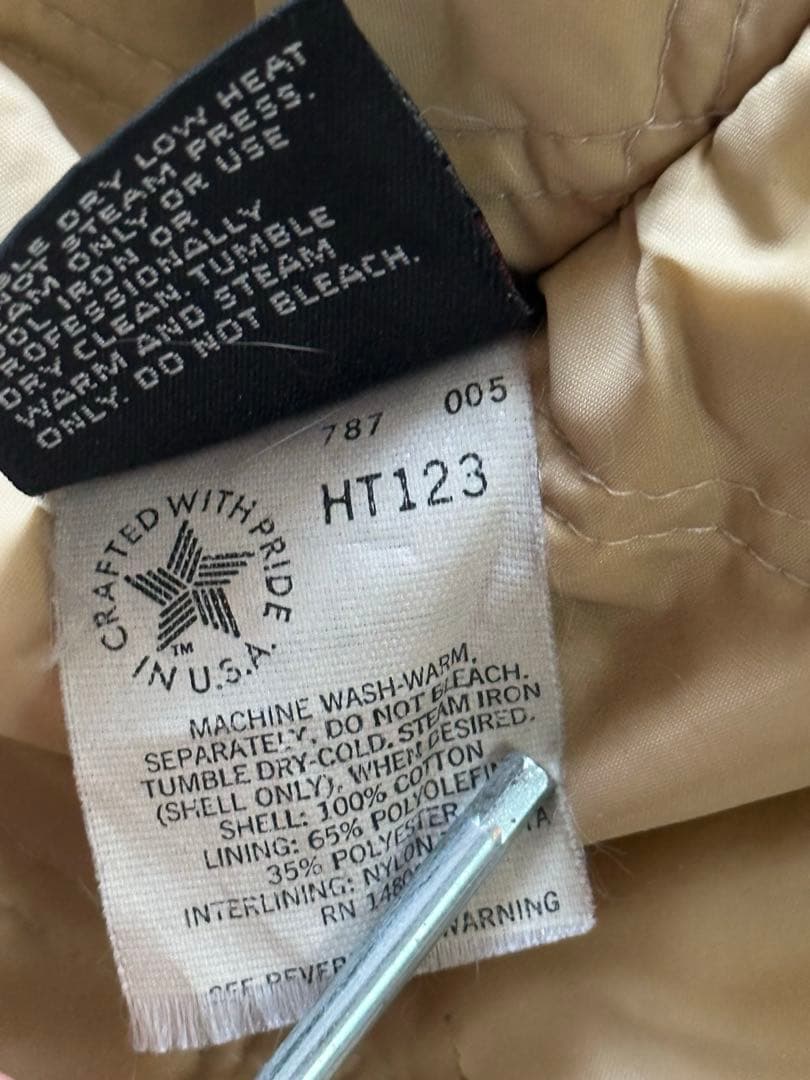 DRY LOW HEAT
NOT STEAM PRESS.
ONLY OR USE
IRON OR
PROFESSIONALLY
DRY CLEAN. TUMBLE
WARM AND STEAM
ONLY. DO NOT BLEACH.
787 005
HT123
CRAFTED WITH PRIDE
IN U.S.A.
TM
MACHINE WASH-WARM,
SEPARATELY, DO NOT BLEACH.
TUMBLE DRY-COLD. STEAM IRON
(SHELL ONLY), WHEN DESIRED.
SHELL: 100% COTTON
LINING: 65% POLYOLEFIN
35% POLYESTER
INTERLINING: NYLON
RN
WARNING